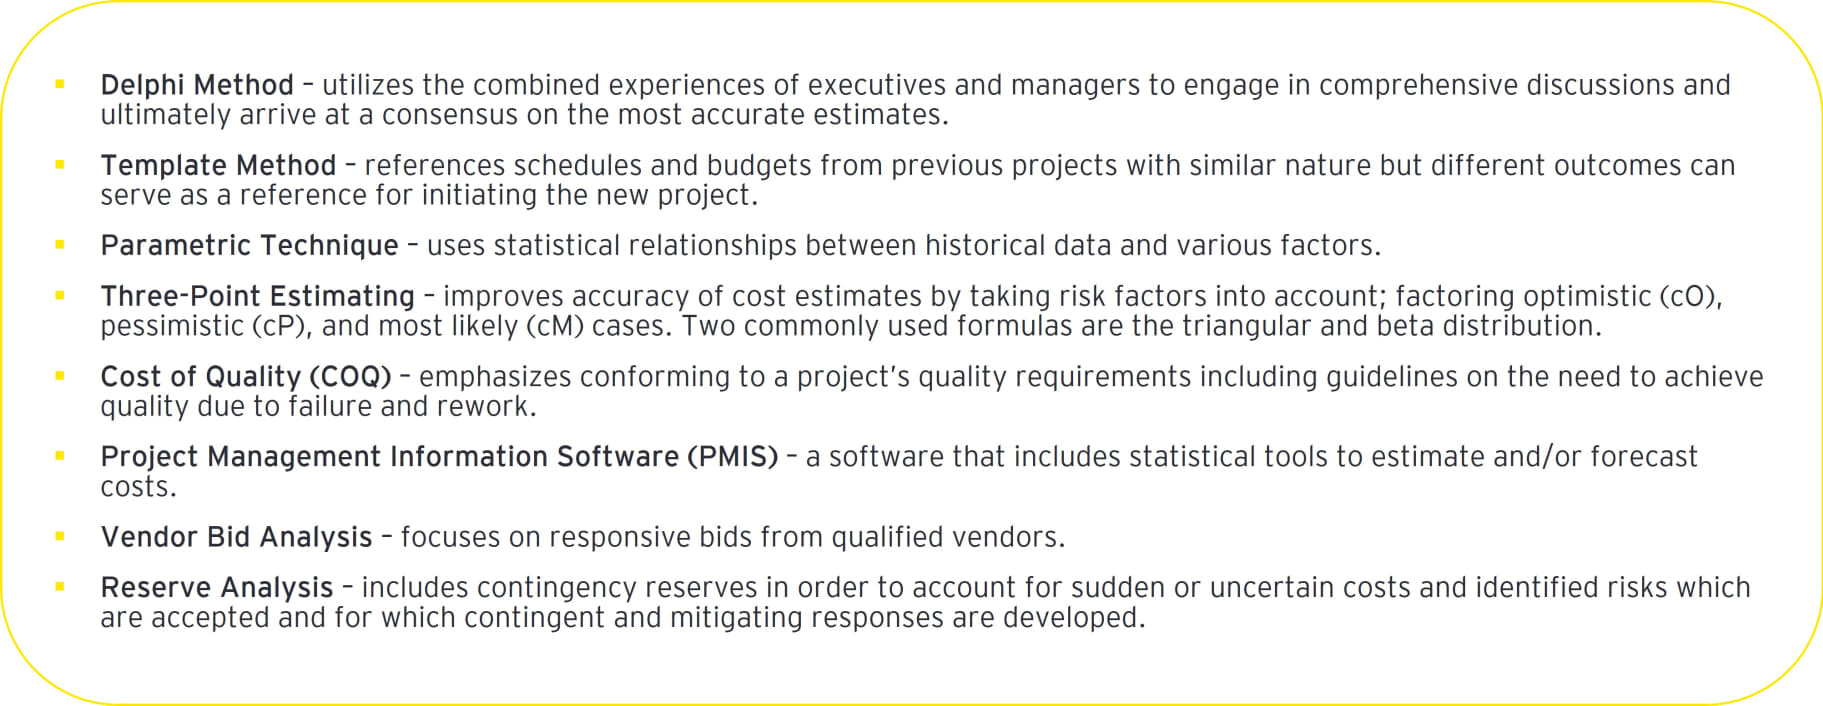 ▪ Delphi Method – utilizes the combined experiences of executives and managers to engage in comprehensive discussions and
ultimately arrive at a consensus on the most accurate estimates.
▪ Template Method – references schedules and budgets from previous projects with similar nature but different outcomes can
serve as a reference for initiating the new project.
▪ Parametric Technique – uses statistical relationships between historical data and various factors.
▪ Three-Point Estimating – improves accuracy of cost estimates by taking risk factors into account; factoring optimistic (cO),
pessimistic (cP), and most likely (cM) cases. Two commonly used formulas are the triangular and beta distribution.
▪ Cost of Quality (COQ) – emphasizes conforming to a project's quality requirements including guidelines on the need to achieve
quality due to failure and rework.
▪ Project Management Information Software (PMIS) – a software that includes statistical tools to estimate and/or forecast
costs.
▪ Vendor Bid Analysis – focuses on responsive bids from qualified vendors.
▪ Reserve Analysis – includes contingency reserves in order to account for sudden or uncertain costs and identified risks which
are accepted and for which contingent and mitigating responses are developed.